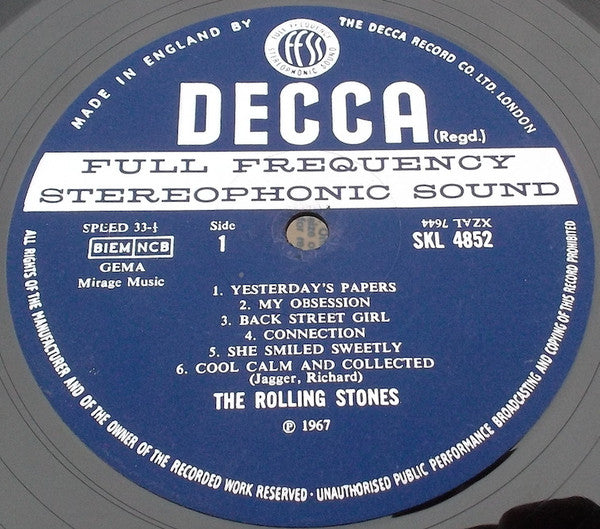 MADE IN ENGLAND BY
THE DECCA RECORD CO. LTD. LONDON
FULL FREQUENCY
FFSS
STEREOPHONIC SOUND
DECCA
(Regd.)
FULL FREQUENCY
STEREOPHONIC SOUND
SPEED 33-⅓
Side
1
BIEM NCB
GEMA
Mirage Music
XZAL 7644
SKL 4852
1. YESTERDAY'S PAPERS
2. MY OBSESSION
3. BACK STREET GIRL
4. CONNECTION
5. SHE SMILED SWEETLY
6. COOL CALM AND COLLECTED
(Jagger, Richard)
THE ROLLING STONES
℗ 1967
ALL RIGHTS OF THE MANUFACTURER AND OF THE OWNER OF THE RECORDED WORK RESERVED · UNAUTHORISED PUBLIC PERFORMANCE BROADCASTING AND COPYING OF THIS RECORD PROHIBITED